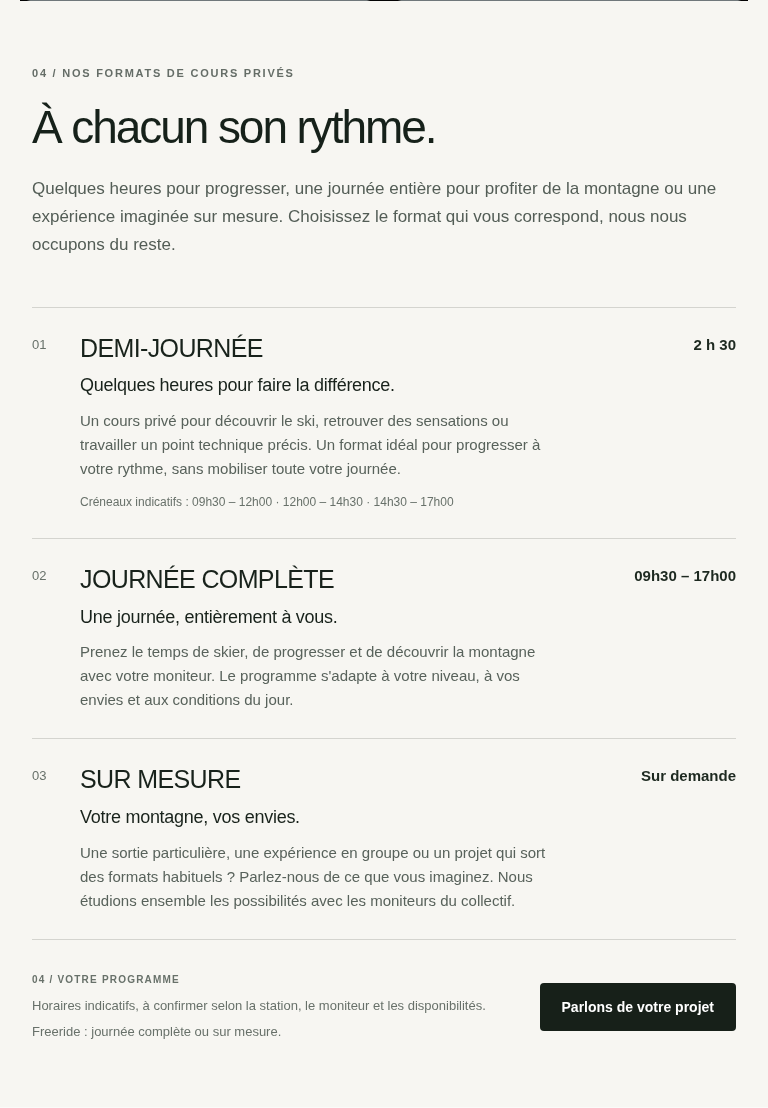 04 / NOS FORMATS DE COURS PRIVÉS
À chacun son rythme.
Quelques heures pour progresser, une journée entière pour profiter de la montagne ou une
expérience imaginée sur mesure. Choisissez le format qui vous correspond, nous nous
occupons du reste.
01
DEMI-JOURNÉE
2 h 30
Quelques heures pour faire la différence.
Un cours privé pour découvrir le ski, retrouver des sensations ou
travailler un point technique précis. Un format idéal pour progresser à
votre rythme, sans mobiliser toute votre journée.
Créneaux indicatifs : 09h30 – 12h00 · 12h00 – 14h30 · 14h30 – 17h00
02
JOURNÉE COMPLÈTE
09h30 – 17h00
Une journée, entièrement à vous.
Prenez le temps de skier, de progresser et de découvrir la montagne
avec votre moniteur. Le programme s'adapte à votre niveau, à vos
envies et aux conditions du jour.
03
SUR MESURE
Sur demande
Votre montagne, vos envies.
Une sortie particulière, une expérience en groupe ou un projet qui sort
des formats habituels ? Parlez-nous de ce que vous imaginez. Nous
étudions ensemble les possibilités avec les moniteurs du collectif.
04 / VOTRE PROGRAMME
Horaires indicatifs, à confirmer selon la station, le moniteur et les disponibilités.
Freeride : journée complète ou sur mesure.
Parlons de votre projet